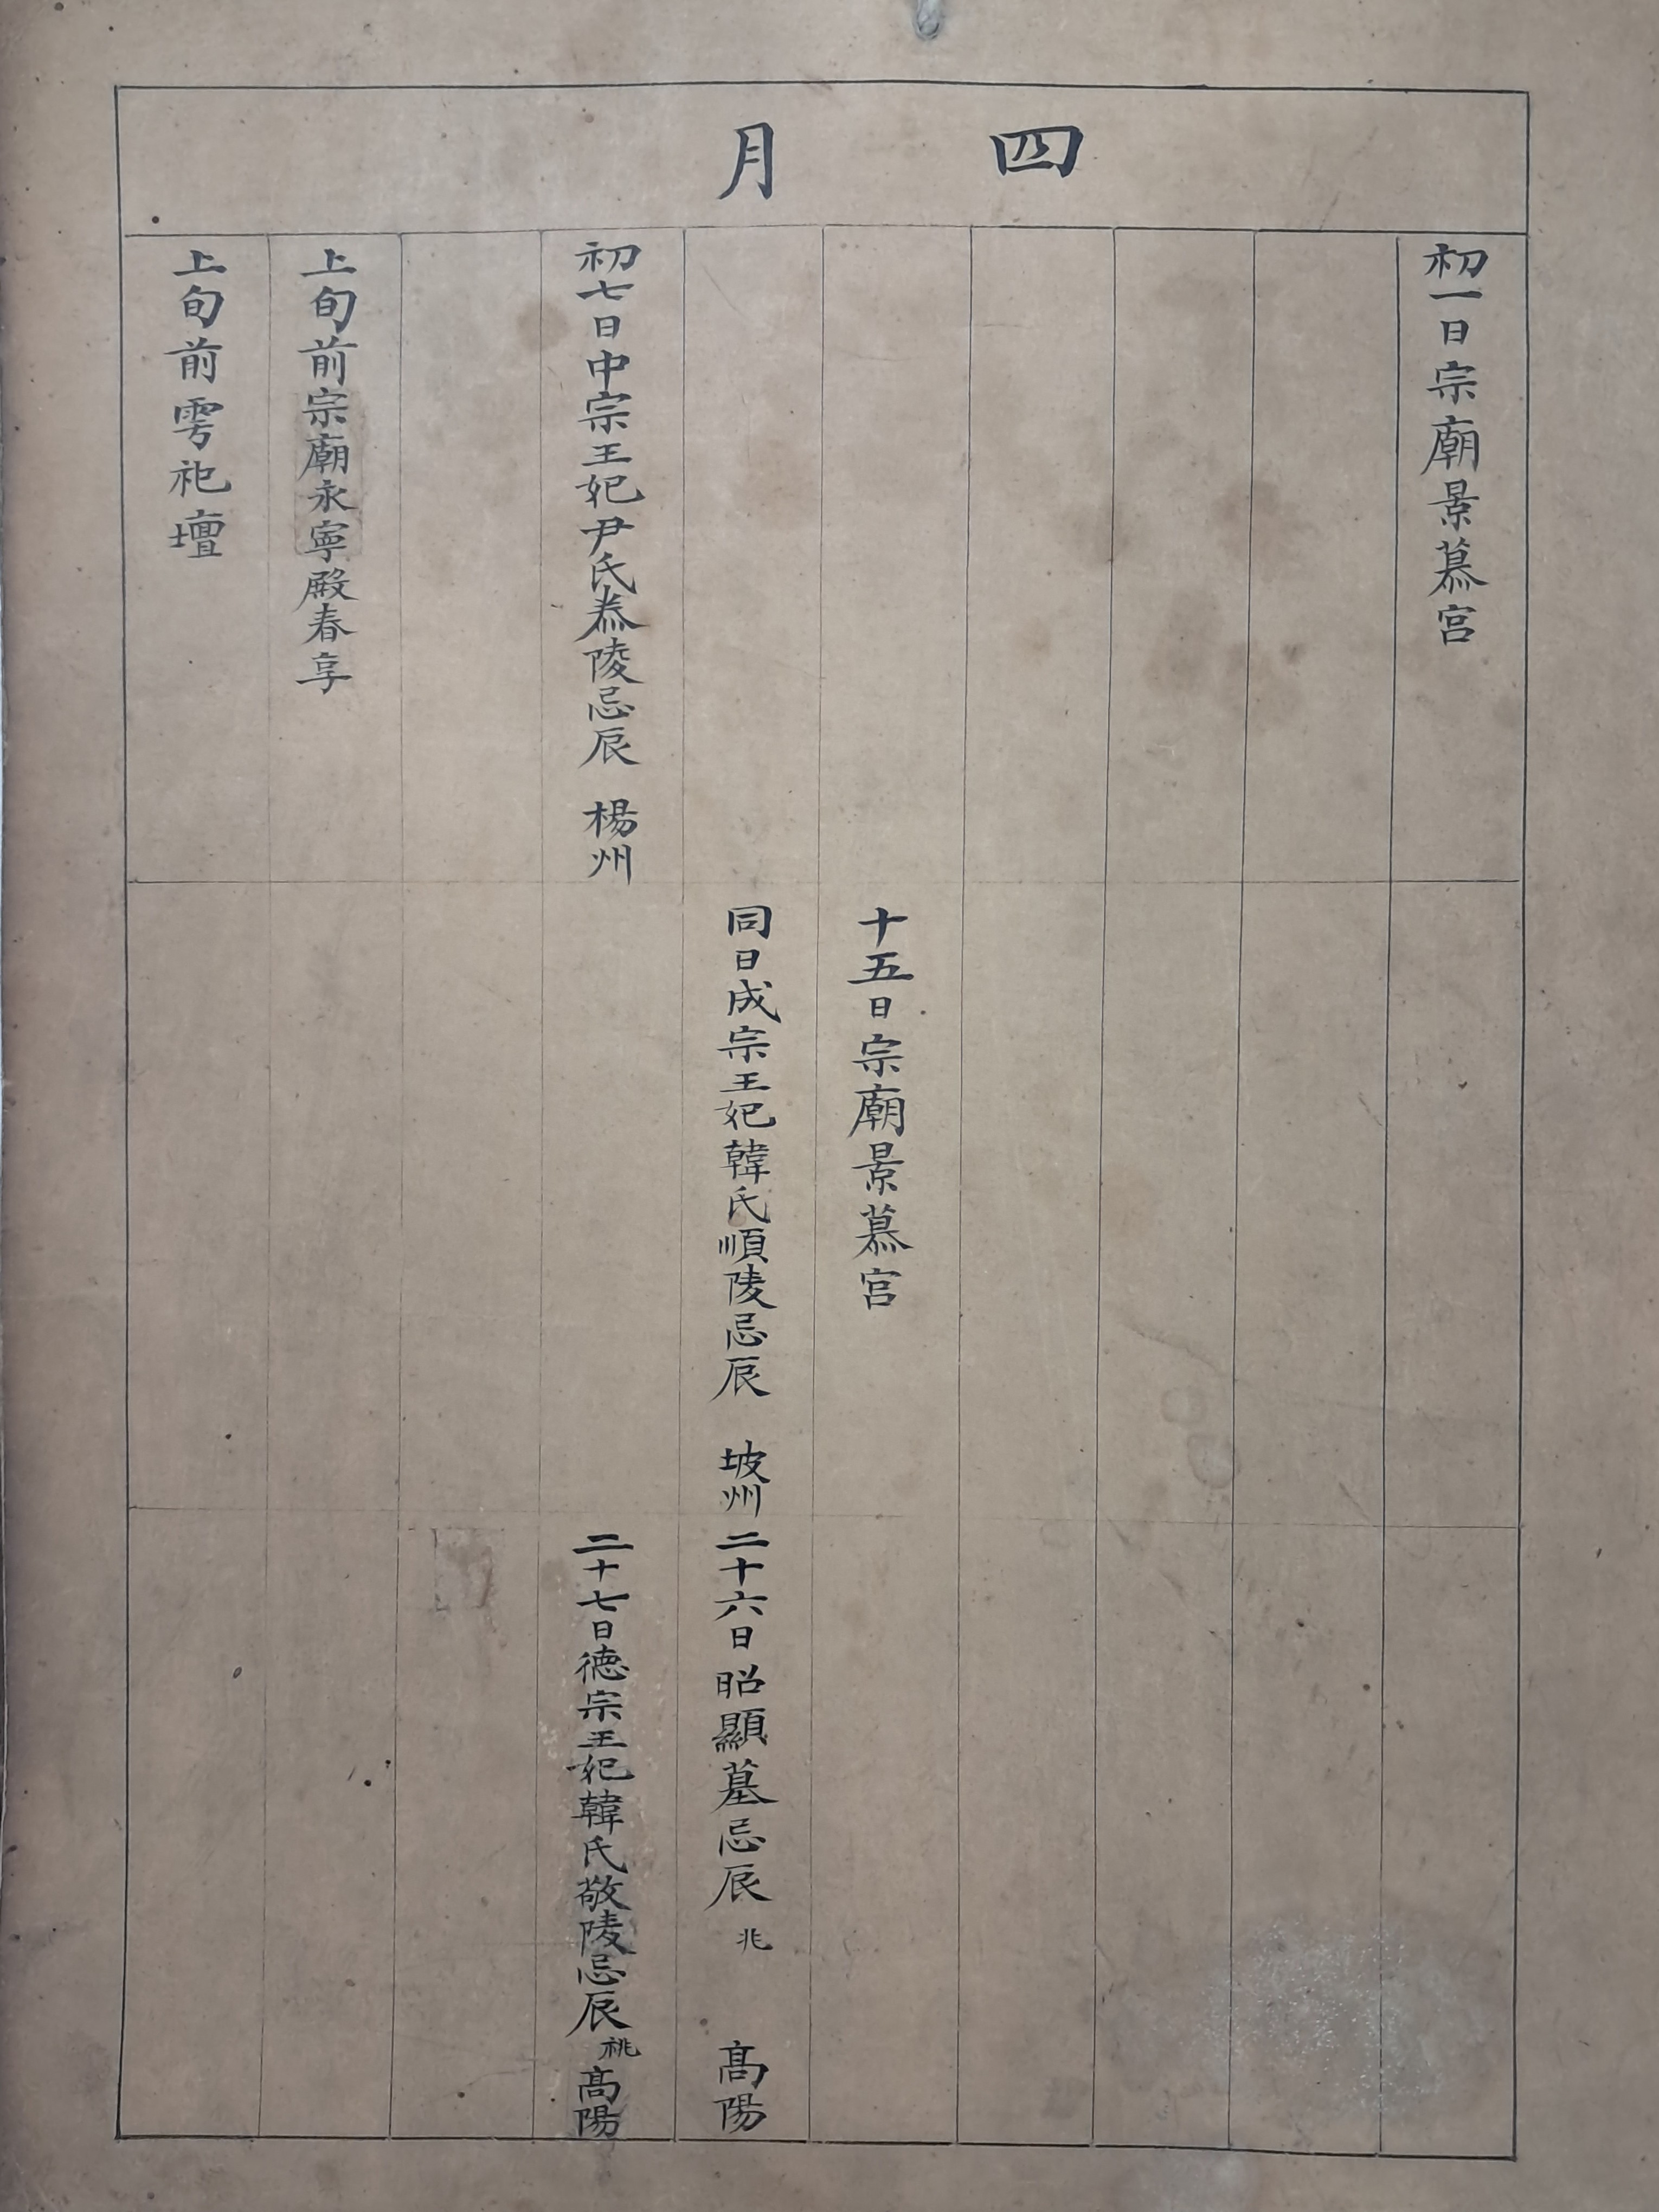 四月
初一日宗廟景慕宮
初七日中宗王妃尹氏泰陵忌辰 楊州
上旬前宗廟永寧殿春享
上旬前雩祀壇
十五日宗廟景慕宮
同日成宗王妃韓氏順陵忌辰 坡州
二十六日昭顯墓忌辰 兆 髙陽
二十七日徳宗王妃韓氏敬陵忌辰 祧 髙陽